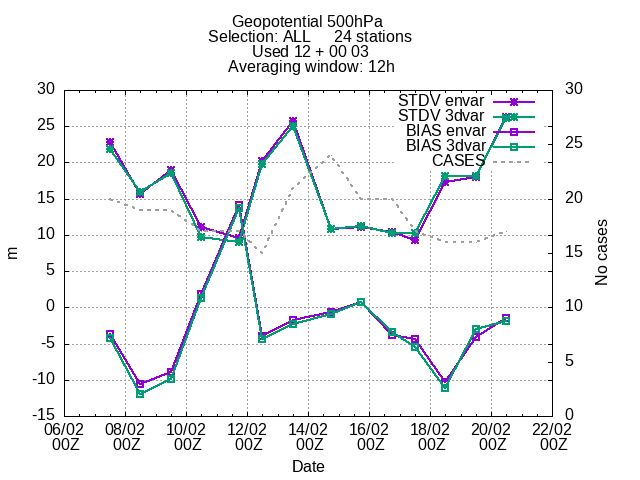 Geopotential 500hPa
Selection: ALL 24 stations
Used 12 + 00 03
Averaging window: 12h
STDV envar
STDV 3dvar
BIAS envar
BIAS 3dvar
CASES
30
25
20
15
10
5
0
-5
-10
-15
m
30
25
20
15
10
5
0
No cases
06/02 08/02 10/02 12/02 14/02 16/02 18/02 20/02 22/02
00Z 00Z 00Z 00Z 00Z 00Z 00Z 00Z 00Z
Date